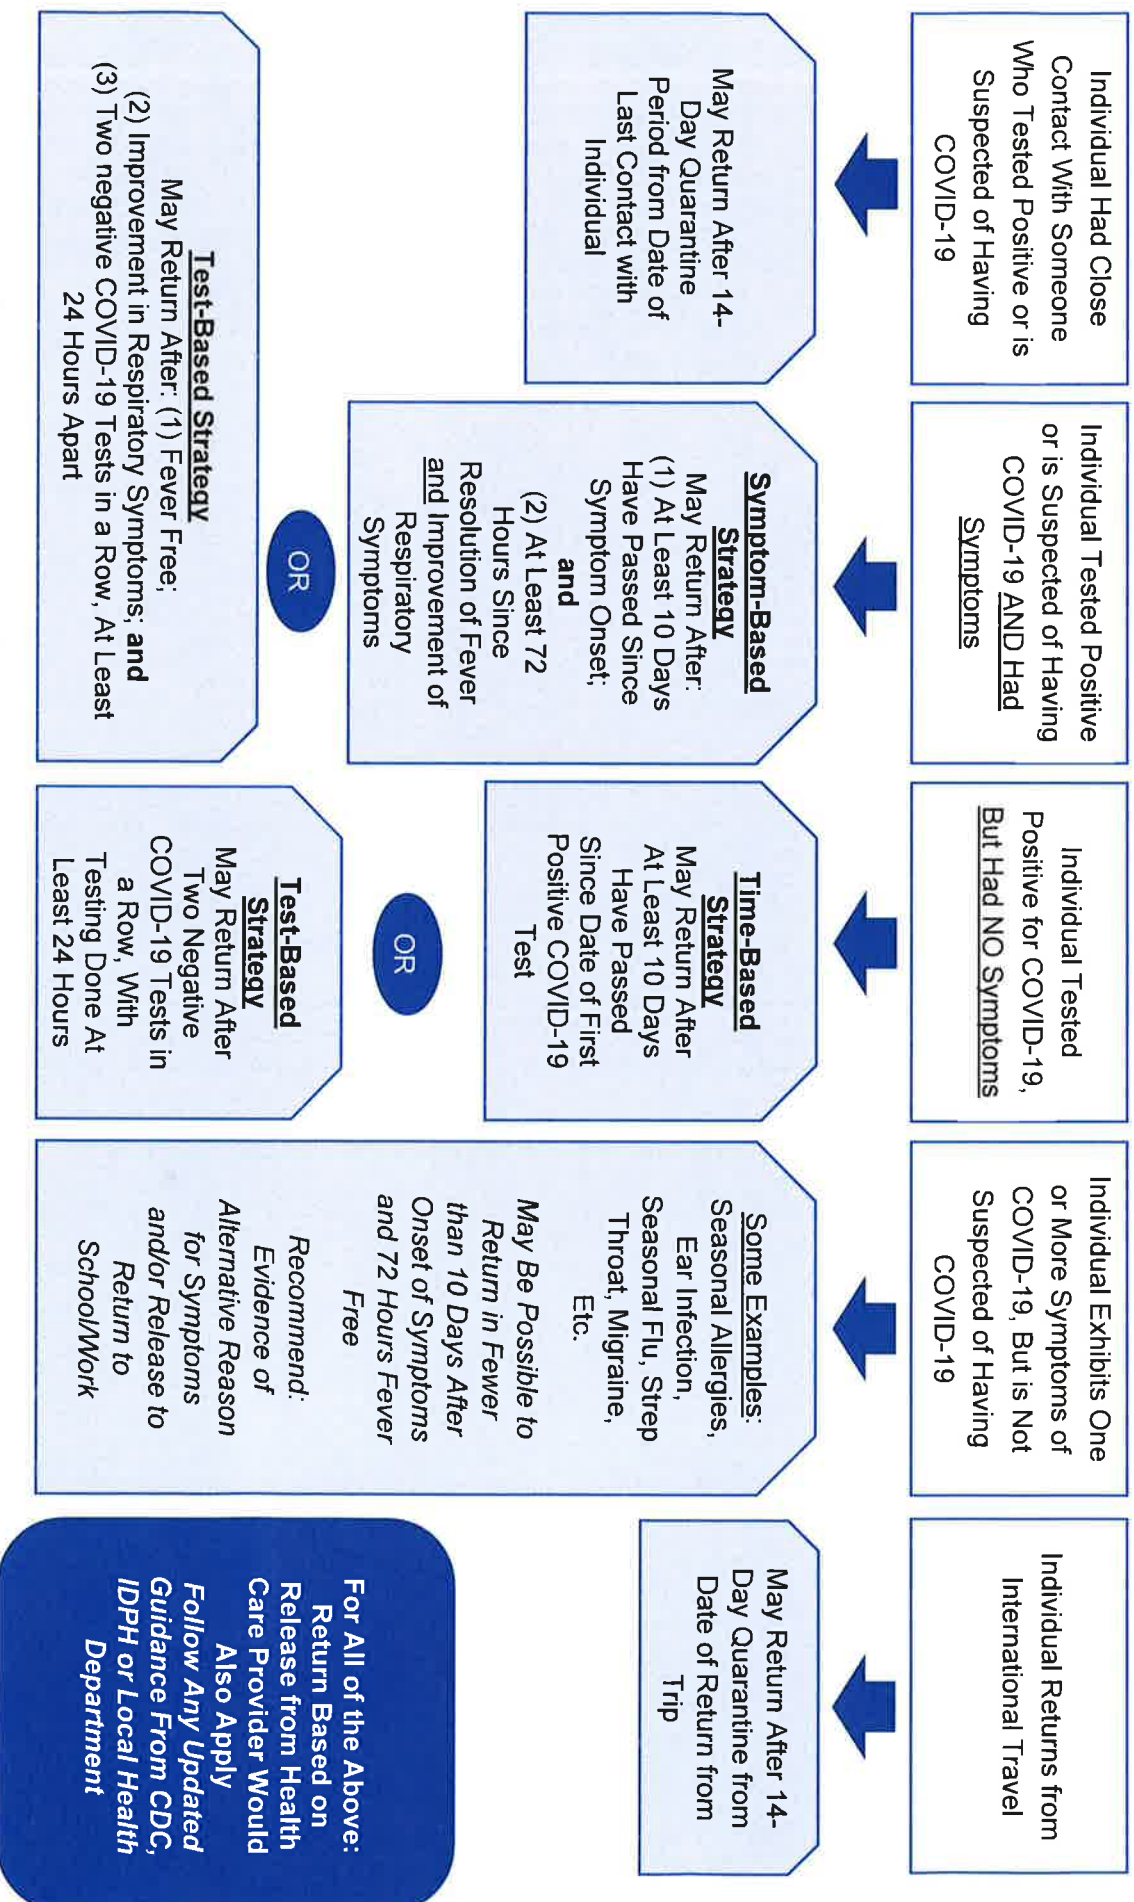 Individual Had Close
Contact With Someone
Who Tested Positive or is
Suspected of Having
COVID-19
May Return After 14-
Day Quarantine
Period from Date of
Last Contact with
Individual
Individual Tested Positive
or is Suspected of Having
COVID-19 AND Had
Symptoms
Symptom-Based
Strategy
May Return After:
(1) At Least 10 Days
Have Passed Since
Symptom Onset;
and
(2) At Least 72
Hours Since
Resolution of Fever
and Improvement of
Respiratory
Symptoms
OR
Test-Based Strategy
May Return After: (1) Fever Free;
(2) Improvement in Respiratory Symptoms; and
(3) Two negative COVID-19 Tests in a Row, At Least
24 Hours Apart
Individual Tested
Positive for COVID-19,
But Had NO Symptoms
Time-Based
Strategy
May Return After
At Least 10 Days
Have Passed
Since Date of First
Positive COVID-19
Test
OR
Test-Based
Strategy
May Return After
Two Negative
COVID-19 Tests in
a Row, With
Testing Done At
Least 24 Hours
Individual Exhibits One
or More Symptoms of
COVID-19, But is Not
Suspected of Having
COVID-19
Some Examples:
Seasonal Allergies,
Ear Infection,
Seasonal Flu, Strep
Throat, Migraine,
Etc.
May Be Possible to
Return in Fewer
than 10 Days After
Onset of Symptoms
and 72 Hours Fever
Free
Recommend:
Evidence of
Alternative Reason
for Symptoms
and/or Release to
Return to
School/Work
Individual Returns from
International Travel
May Return After 14-
Day Quarantine from
Date of Return from
Trip
For All of the Above:
Return Based on
Release from Health
Care Provider Would
Also Apply
Follow Any Updated
Guidance From CDC,
IDPH or Local Health
Department